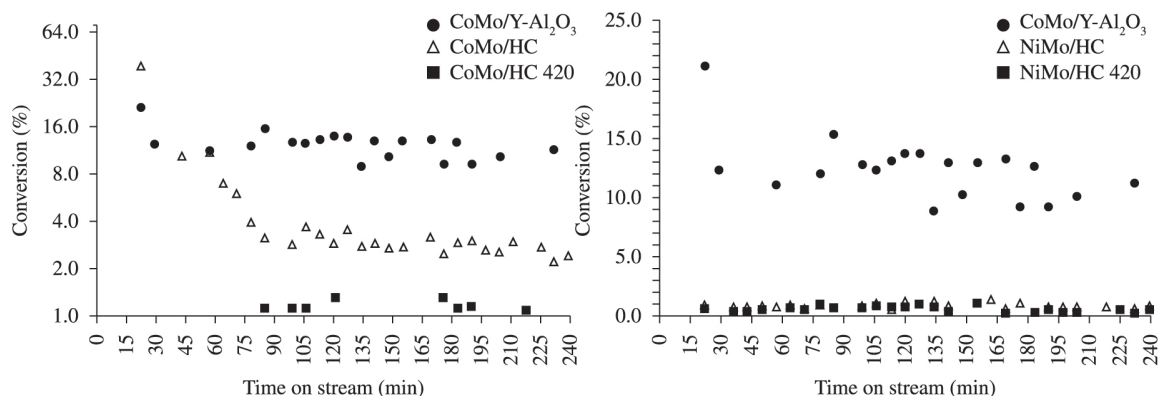 64.0
32.0
16.0
8.0
4.0
2.0
1.0
Conversion (%)
CoMo/Y-Al₂O₃
CoMo/HC
CoMo/HC 420
0 15 30 45 60 75 90 105 120 135 150 165 180 195 210 225 240
Time on stream (min)
25.0
20.0
15.0
10.0
5.0
0.0
Conversion (%)
CoMo/Y-Al₂O₃
NiMo/HC
NiMo/HC 420
0 15 30 45 60 75 90 105 120 135 150 165 180 195 210 225 240
Time on stream (min)